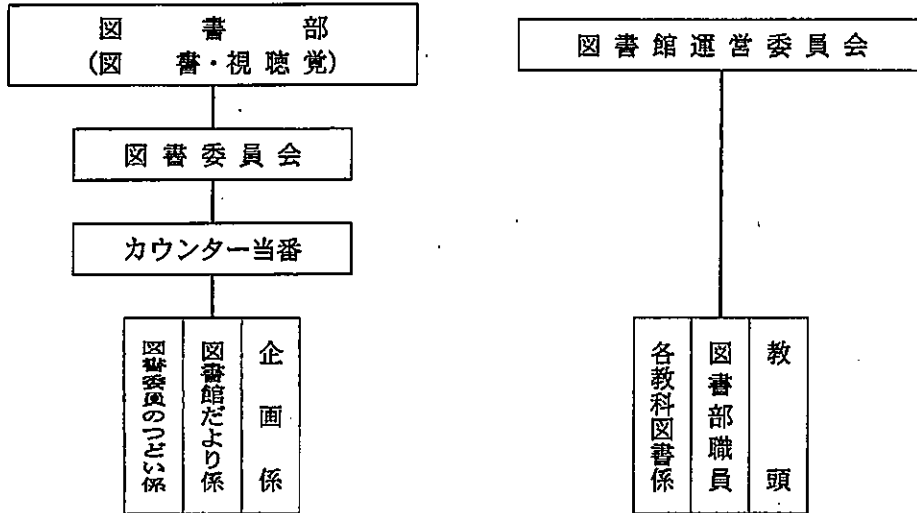 図書部
(図書・視聴覚)
図書委員会
カウンター当番
企画係
図書館だより係
図書委員のつどい係
図書館運営委員会
教頭
図書部職員
各教科図書係